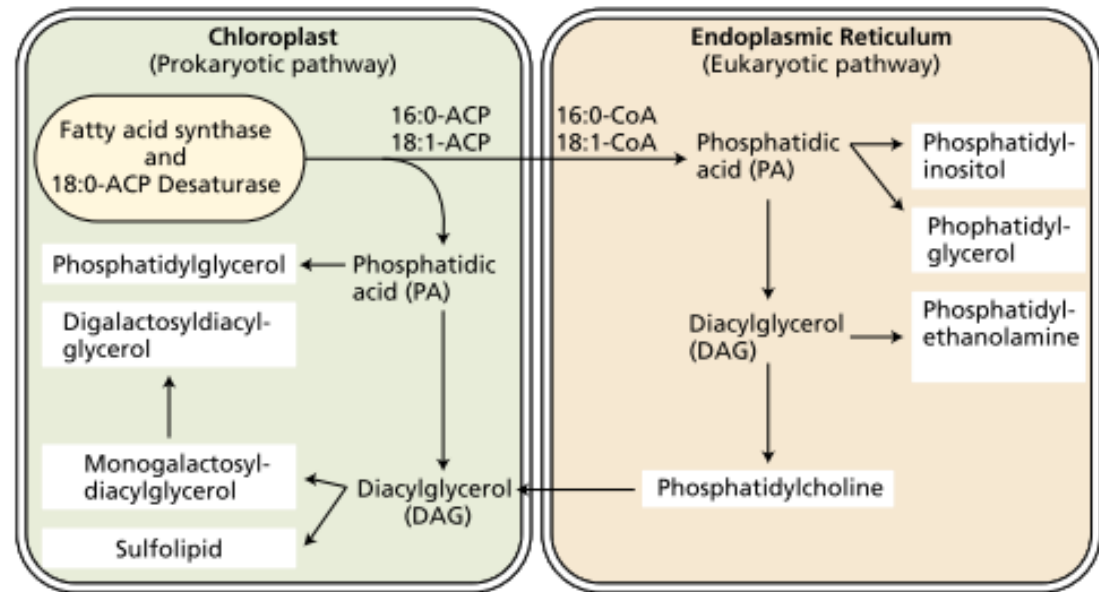 Chloroplast
(Prokaryotic pathway)
Fatty acid synthase
and
18:0-ACP Desaturase
16:0-ACP
18:1-ACP
Phosphatidylglycerol
Phosphatidic
acid (PA)
Digalactosyldiacyl-
glycerol
Monogalactosyl-
diacylglycerol
Diacylglycerol
(DAG)
Sulfolipid
Endoplasmic Reticulum
(Eukaryotic pathway)
16:0-CoA
18:1-CoA
Phosphatidic
acid (PA)
Phosphatidyl-
inositol
Phophatidyl-
glycerol
Diacylglycerol
(DAG)
Phosphatidyl-
ethanolamine
Phosphatidylcholine